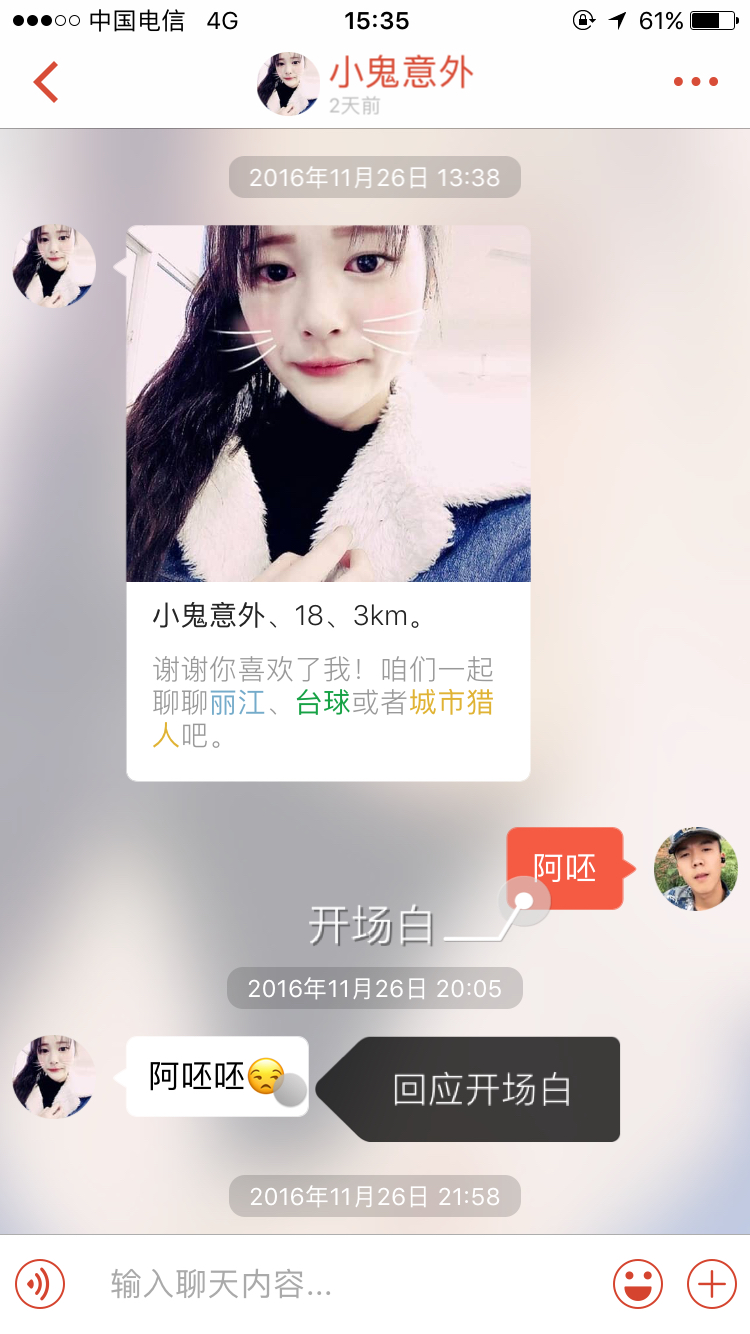 中国电信 4G 15:35 61%
小鬼意外
2天前
2016年11月26日 13:38
小鬼意外、18、3km。
谢谢你喜欢了我！咱们一起
聊聊丽江、台球或者城市猎
人吧。
阿呸
开场白
2016年11月26日 20:05
阿呸呸😒
回应开场白
2016年11月26日 21:58
输入聊天内容...